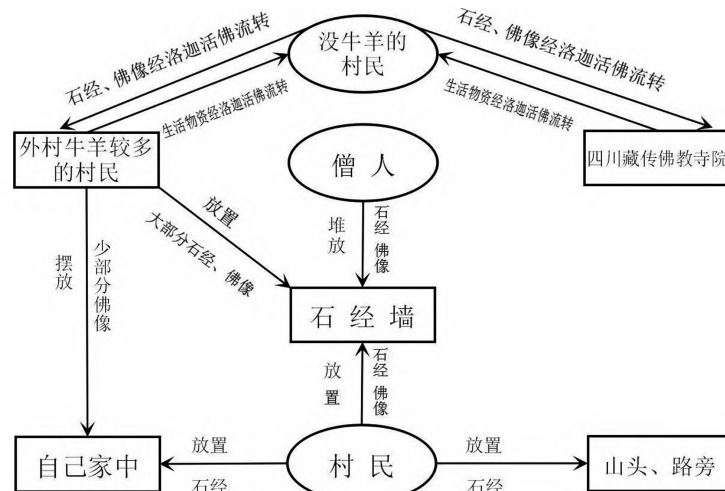 没牛羊的
村民
石经、佛像经洛迦活佛流转
生活物资经洛迦活佛流转
石经、佛像经洛迦活佛流转
生活物资经洛迦活佛流转
外村牛羊较多
的村民
僧 人
四川藏传佛教寺院
放置
大部分石经、佛像
堆放
石经 佛像
摆放
少部分佛像
石 经 墙
放置
石经 佛像
自己家中
放置
石经
村 民
放置
石经
山头、路旁